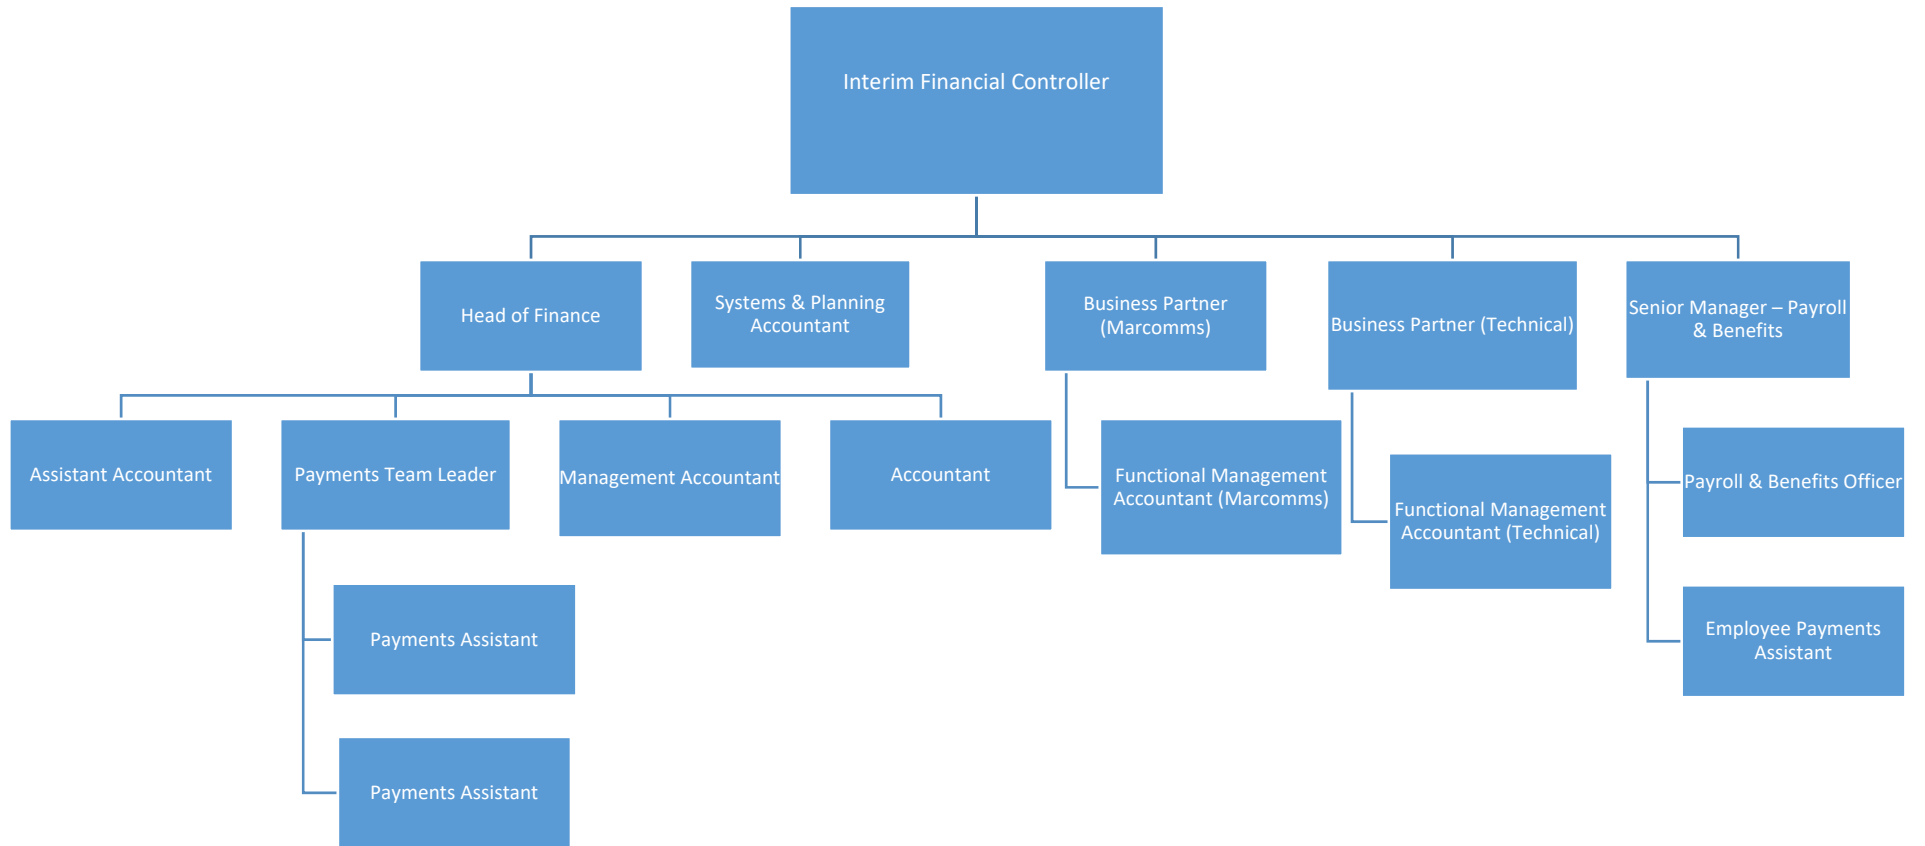 Interim Financial Controller
Head of Finance
Systems & Planning
Accountant
Business Partner
(Marcomms)
Business Partner (Technical)
Senior Manager – Payroll
& Benefits
Assistant Accountant
Payments Team Leader
Management Accountant
Accountant
Functional Management
Accountant (Marcomms)
Functional Management
Accountant (Technical)
Payroll & Benefits Officer
Payments Assistant
Employee Payments
Assistant
Payments Assistant